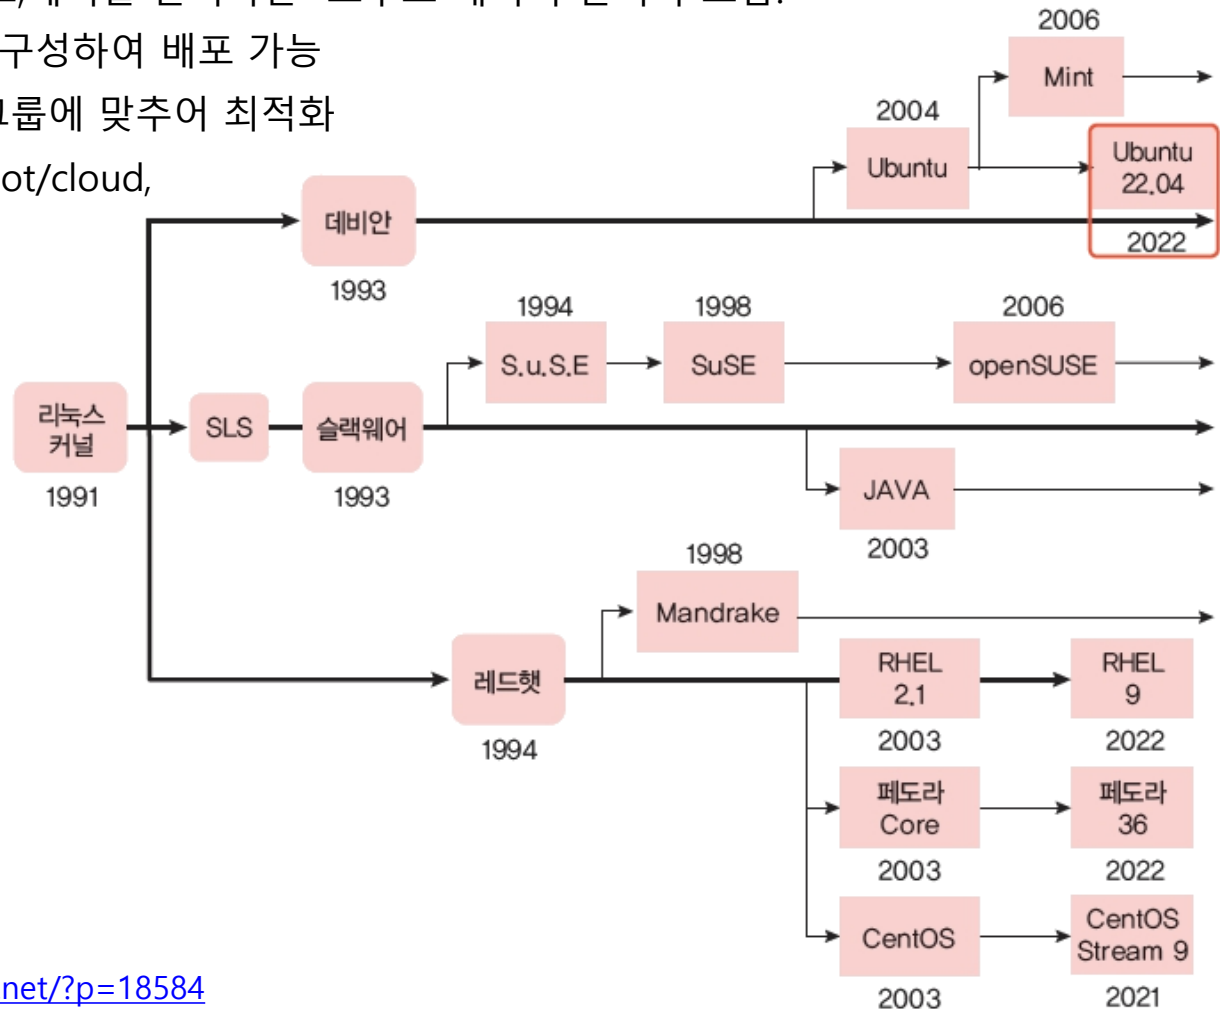 구성하여 배포 가능
그룹에 맞추어 최적화
ot/cloud,
2006
Mint
2004
Ubuntu
Ubuntu
22.04
2022
데비안
1993
1994
S.u.S.E
1998
SuSE
2006
openSUSE
리눅스
커널
1991
SLS
슬랙웨어
1993
JAVA
2003
1998
Mandrake
레드햇
1994
RHEL
2.1
2003
RHEL
9
2022
페도라
Core
2003
페도라
36
2022
CentOS
2003
CentOS
Stream 9
2021
net/?p=18584